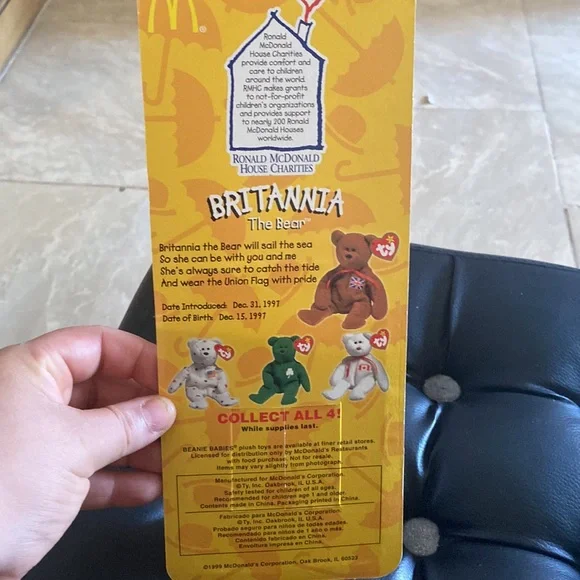 Ronald
McDonald
House Charities
provide comfort and
care to children
around the world.
RMHC makes grants
to not-for-profit
children's organizations
and provides support
to nearly 200 Ronald
McDonald Houses
worldwide.
RONALD MCDONALD
HOUSE CHARITIES
BRITANNIA
The Bear™
Britannia the Bear will sail the sea
So she can be with you and me
She's always sure to catch the tide
And wear the Union Flag with pride
ty
Date Introduced: Dec. 31, 1997
Date of Birth: Dec. 15, 1997
ty
ty
ty
COLLECT ALL 4!
While supplies last.
BEANIE BABIES® plush toys are available at finer retail stores.
Licensed for distribution only by McDonald's Restaurants
with food purchase. Not for resale.
Items may vary slightly from photograph.
Manufactured for McDonald's Corporation.
©Ty, Inc. Oakbrook, IL U.S.A.
Safety tested for children of all ages.
Recommended for children age 1 and older.
Contents made in China. Packaging printed in China.
Fabricado para McDonald's Corporation.
©Ty Inc. Oakbrook, IL U.S.A.
Probado seguro para niños de todas edades.
Recomendado para niños de 1 año o más.
Contenido fabricado en China.
Envoltura impresa en China.
©1999 McDonald's Corporation, Oak Brook, IL 60523